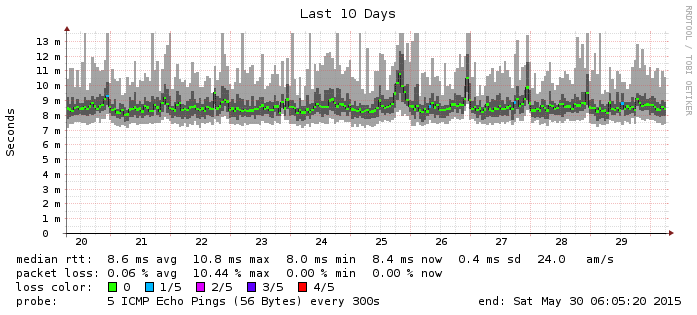 Last 10 Days
RRDTOOL / TOBI OETIKER
Seconds
13 m
12 m
11 m
10 m
9 m
8 m
7 m
6 m
5 m
4 m
3 m
2 m
1 m
0
20 21 22 23 24 25 26 27 28 29
median rtt: 8.6 ms avg 10.8 ms max 8.0 ms min 8.4 ms now 0.4 ms sd 24.0 am/s
packet loss: 0.06 % avg 10.44 % max 0.00 % min 0.00 % now
loss color: 0 1/5 2/5 3/5 4/5
probe: 5 ICMP Echo Pings (56 Bytes) every 300s end: Sat May 30 06:05:20 2015